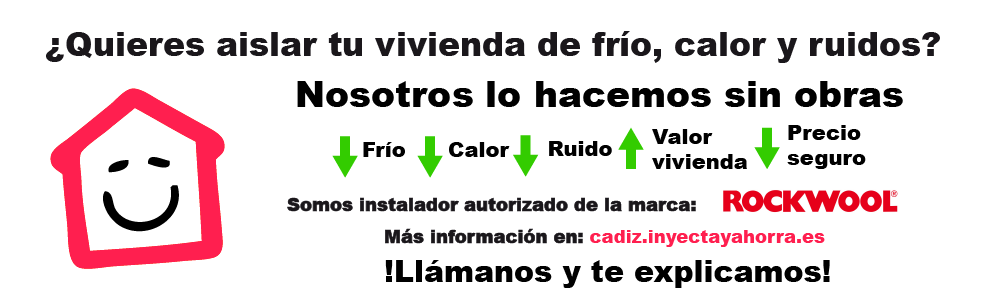 ¿Quieres aislar tu vivienda de frío, calor y ruidos?
Nosotros lo hacemos sin obras
Frío
Calor
Ruido
Valor
vivienda
Precio
seguro
Somos instalador autorizado de la marca: ROCKWOOL®
Más información en: cadiz.inyectayahorra.es
!Llámanos y te explicamos!